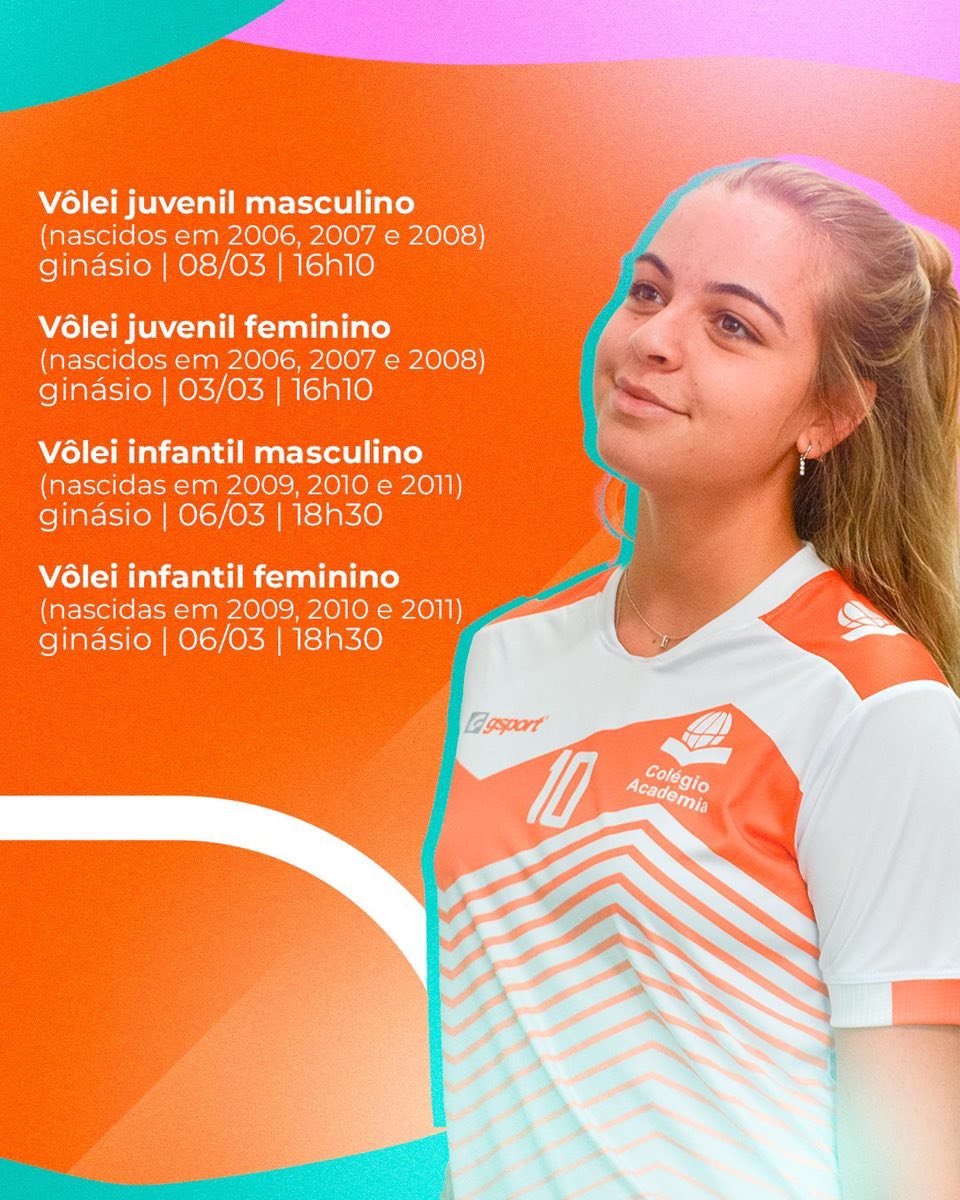 Vôlei juvenil masculino
(nascidos em 2006, 2007 e 2008)
ginásio | 08/03 | 16h10
Vôlei juvenil feminino
(nascidos em 2006, 2007 e 2008)
ginásio | 03/03 | 16h10
Vôlei infantil masculino
(nascidas em 2009, 2010 e 2011)
ginásio | 06/03 | 18h30
Vôlei infantil feminino
(nascidas em 2009, 2010 e 2011)
ginásio | 06/03 | 18h30
E
gsport
10
Colégio
Academia